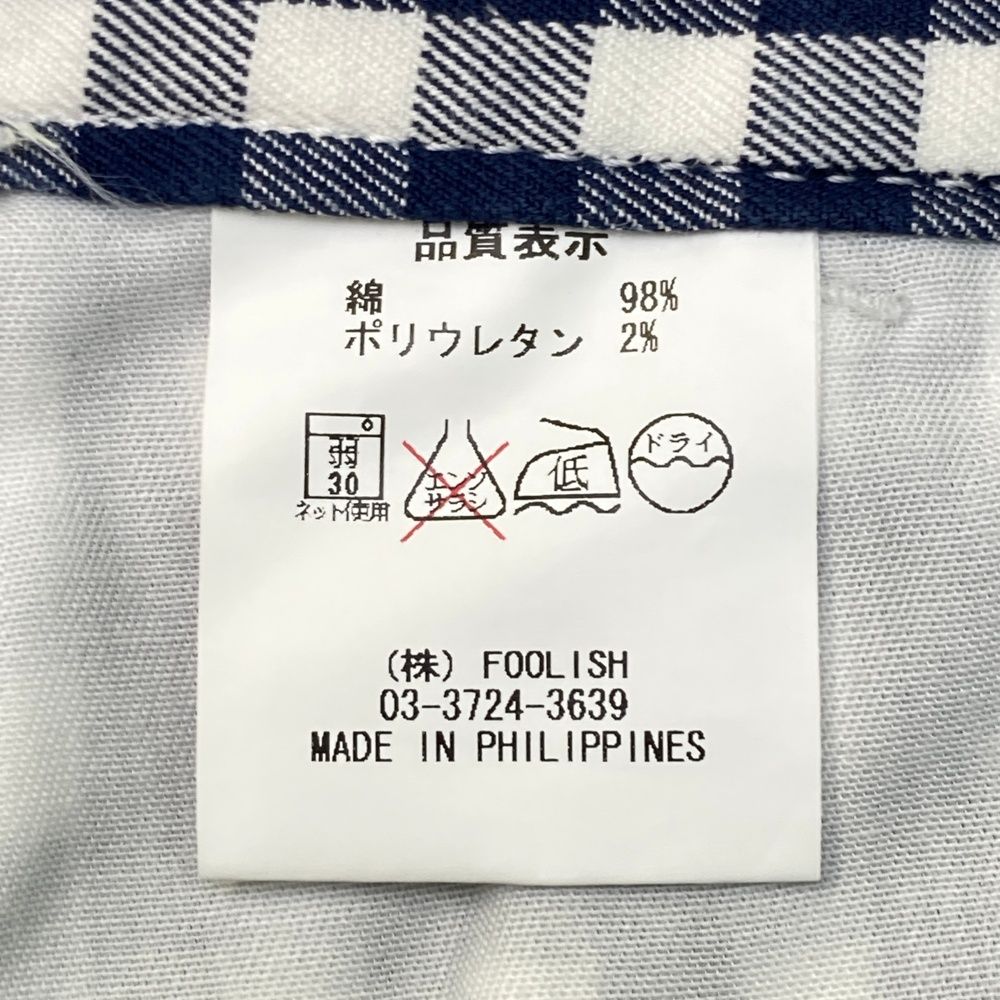 品質表示
綿 98%
ポリウレタン 2%
弱
30
ネット使用
エンソ
サラシ
低
ドライ
(株) FOOLISH
03-3724-3639
MADE IN PHILIPPINES